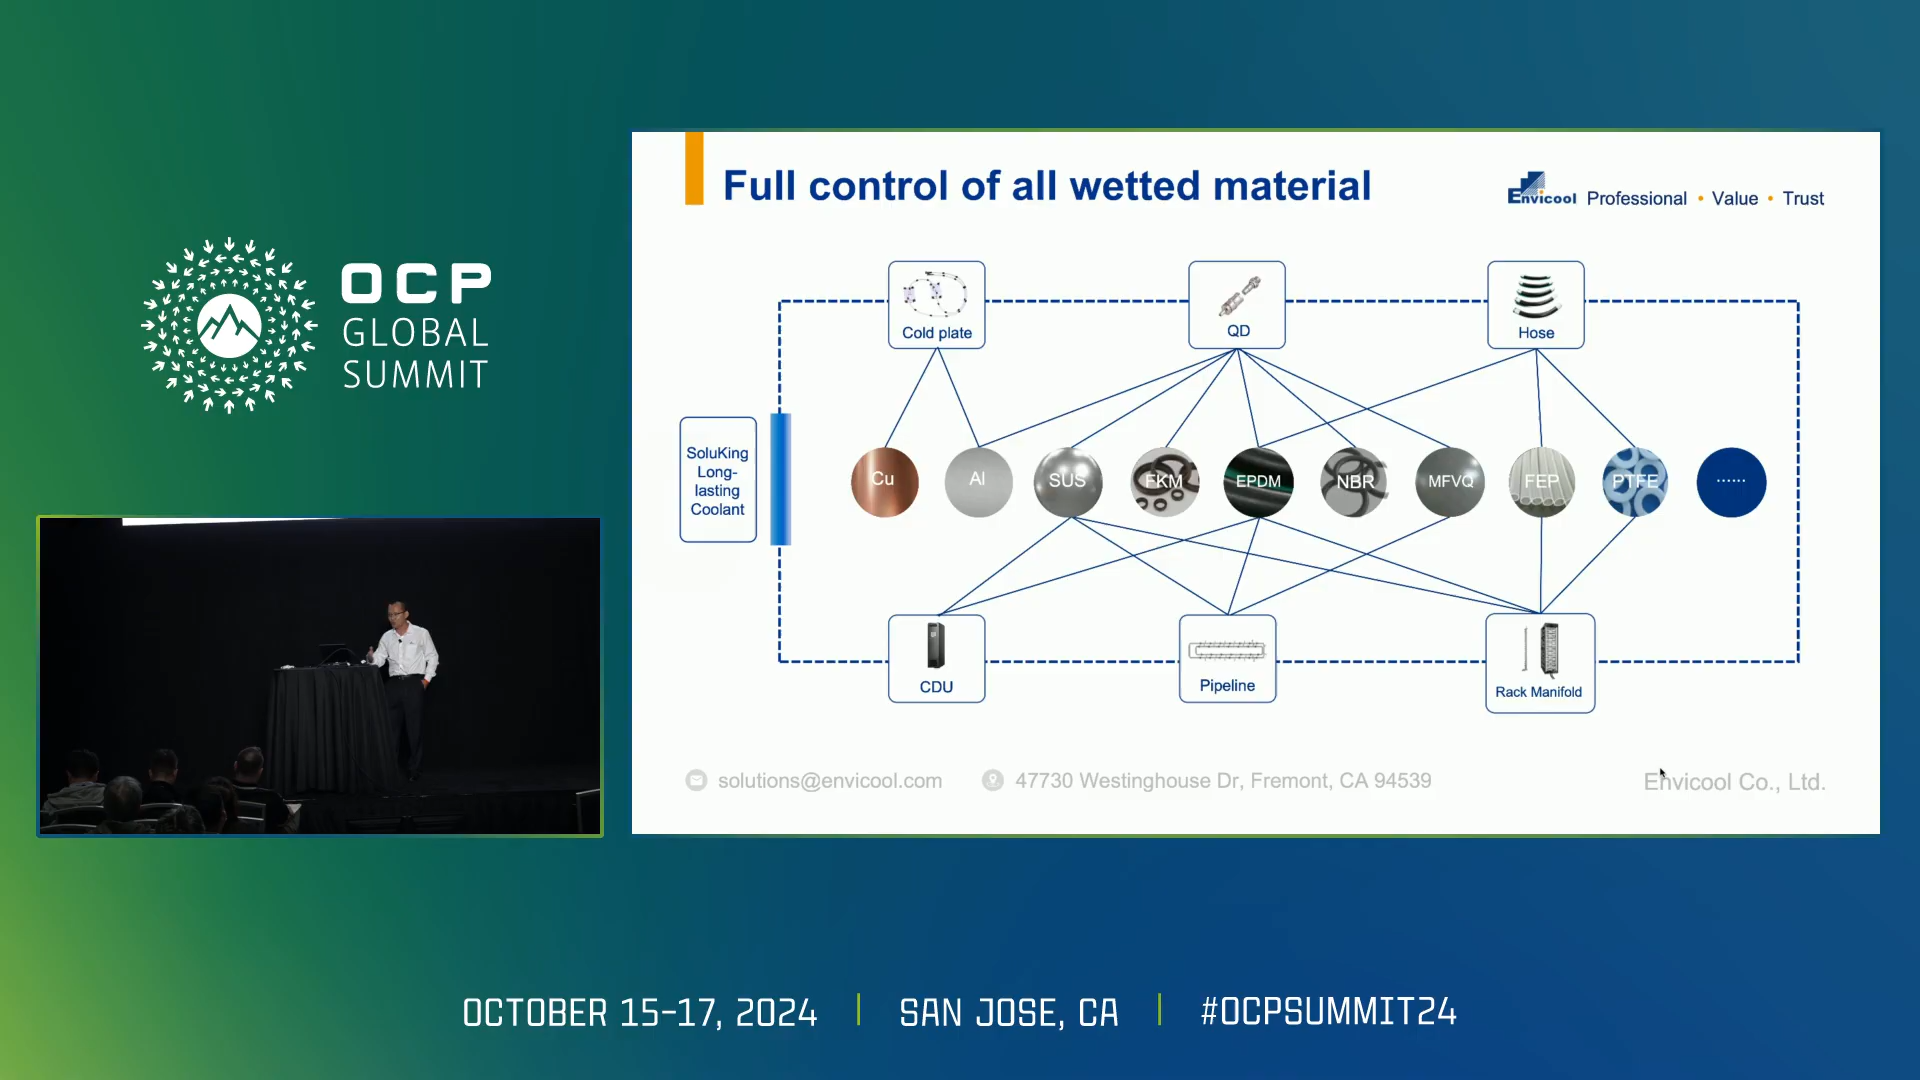 OCP
GLOBAL
SUMMIT
Full control of all wetted material
Envicool Professional • Value • Trust
Cold plate
QD
Hose
SoluKing
Long-
lasting
Coolant
Cu
Al
SUS
FKM
EPDM
NBR
MFVQ
FEP
PTFE
......
CDU
Pipeline
Rack Manifold
solutions@envicool.com
47730 Westinghouse Dr, Fremont, CA 94539
Envicool Co., Ltd.
OCTOBER 15-17, 2024 | SAN JOSE, CA | #OCPSUMMIT24